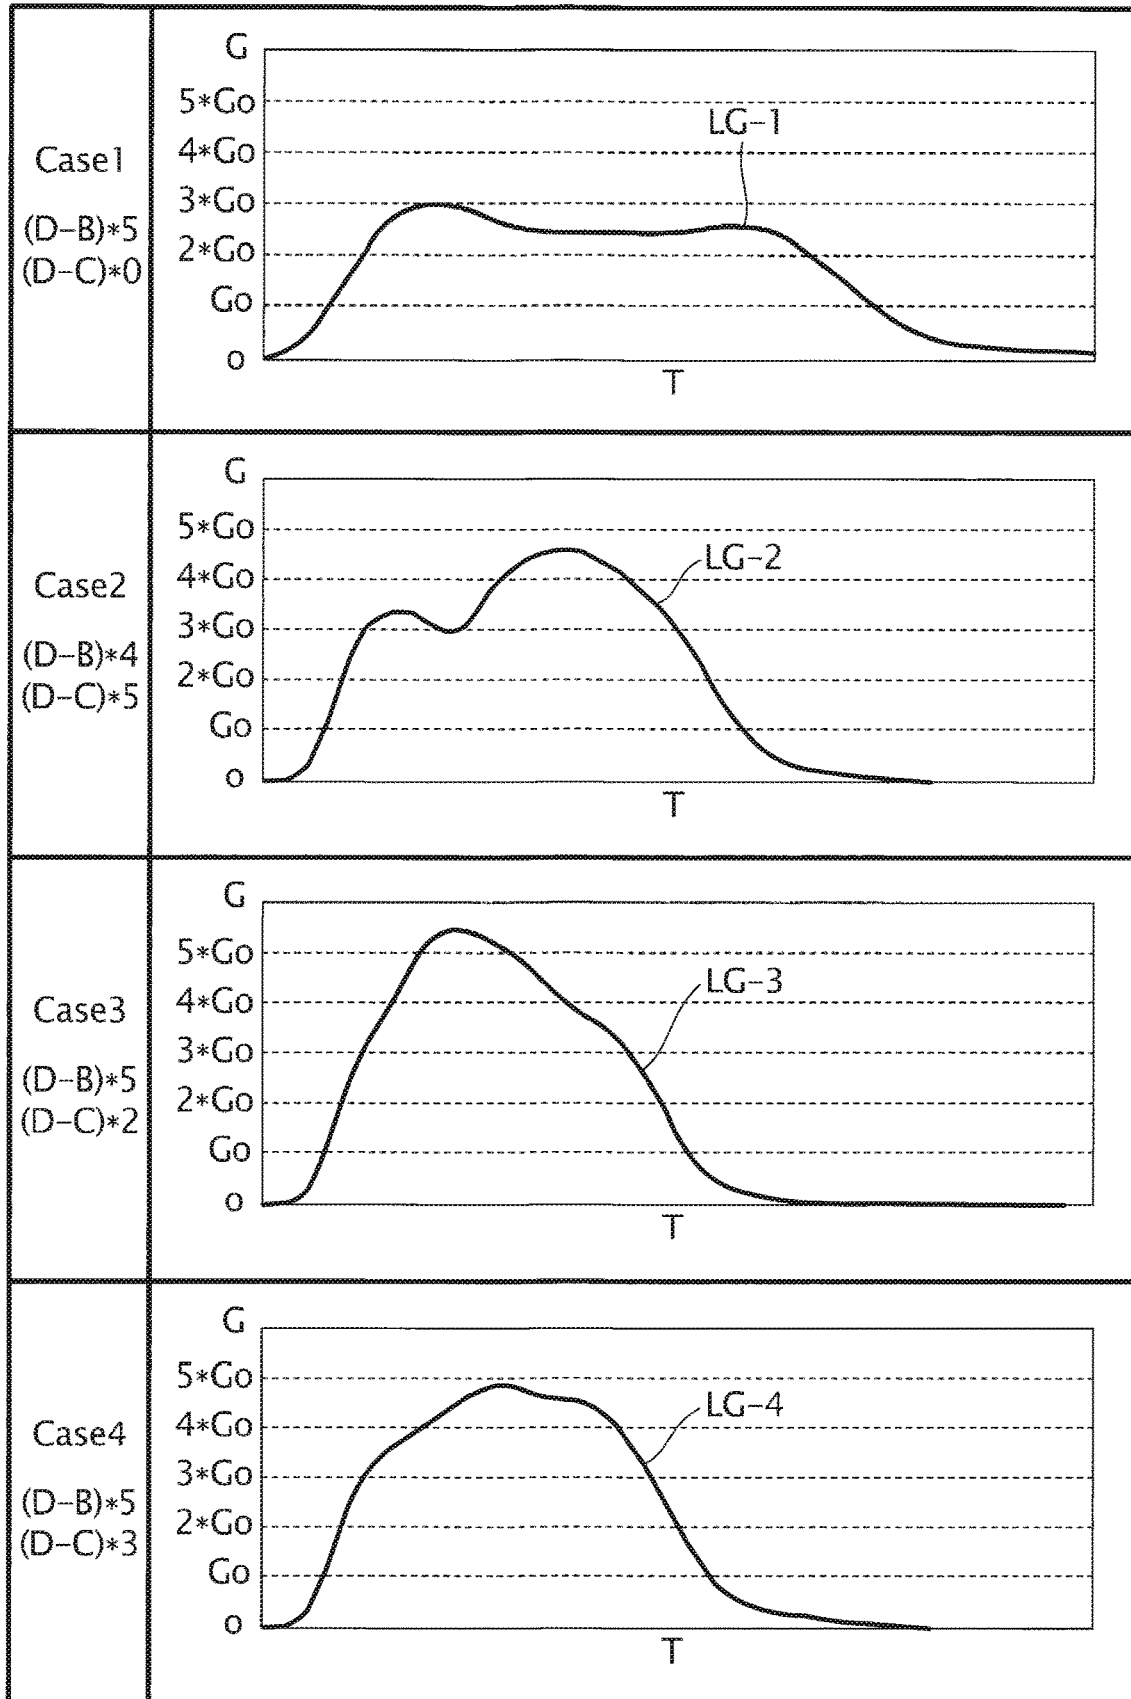 Case1
(D-B)*5
(D-C)*0
G
5*Go
4*Go
3*Go
2*Go
Go
o
LG-1
T
Case2
(D-B)*4
(D-C)*5
G
5*Go
4*Go
3*Go
2*Go
Go
o
LG-2
T
Case3
(D-B)*5
(D-C)*2
G
5*Go
4*Go
3*Go
2*Go
Go
o
LG-3
T
Case4
(D-B)*5
(D-C)*3
G
5*Go
4*Go
3*Go
2*Go
Go
o
LG-4
T